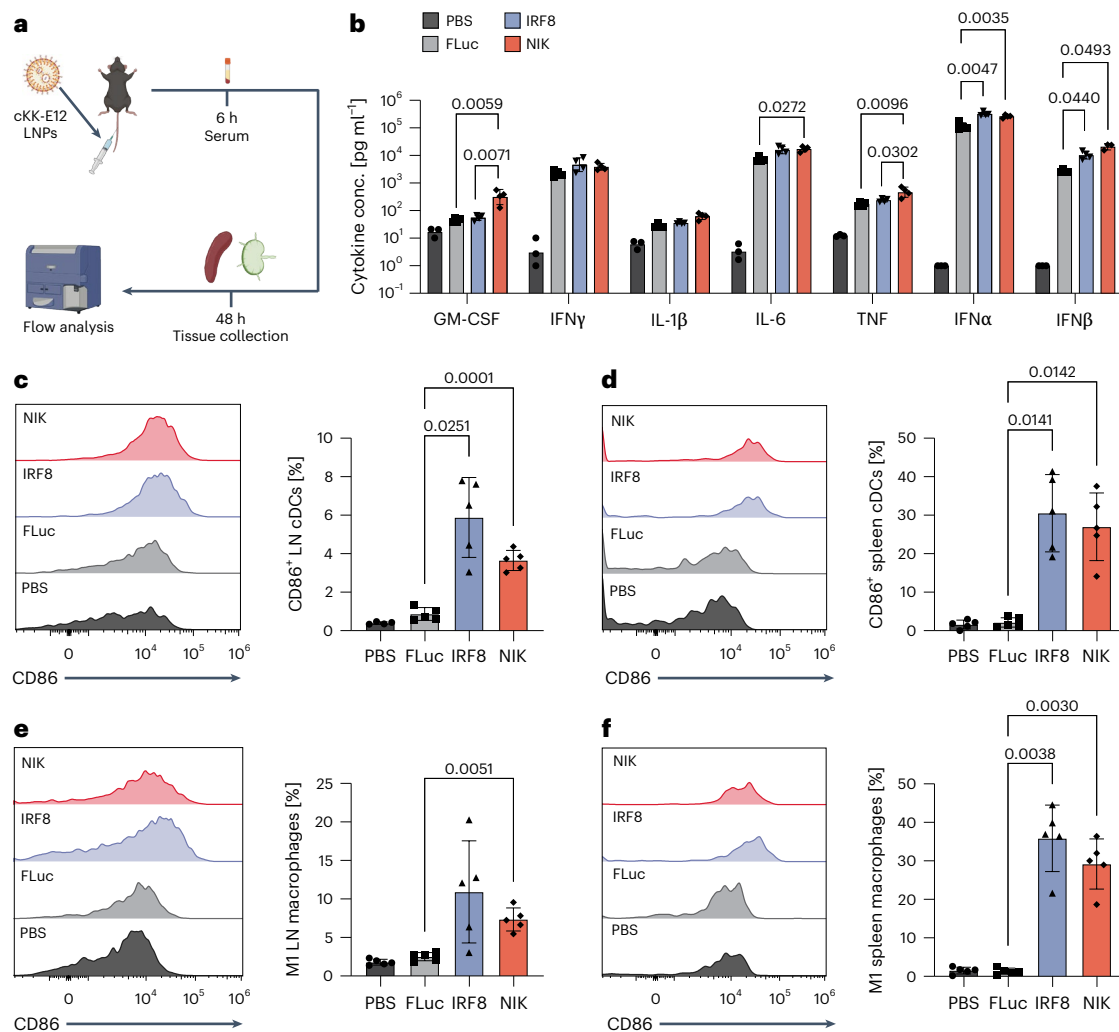 a
cKK-E12
LNPs
6 h
Serum
48 h
Tissue collection
Flow analysis
b
PBS
FLuc
IRF8
NIK
Cytokine conc. [pg ml⁻¹]
10⁶
10⁵
10⁴
10³
10²
10¹
10⁰
10⁻¹
0.0059
0.0071
0.0272
0.0096
0.0302
0.0035
0.0047
0.0493
0.0440
GM-CSF
IFNγ
IL-1β
IL-6
TNF
IFNα
IFNβ
c
NIK
IRF8
FLuc
PBS
0 10⁴ 10⁵ 10⁶
CD86
CD86⁺ LN cDCs [%]
10
8
6
4
2
0
0.0001
0.0251
PBS FLuc IRF8 NIK
d
NIK
IRF8
FLuc
PBS
0 10⁴ 10⁵ 10⁶
CD86
CD86⁺ spleen cDCs [%]
50
40
30
20
10
0
0.0142
0.0141
PBS FLuc IRF8 NIK
e
NIK
IRF8
FLuc
PBS
0 10⁴ 10⁵ 10⁶
CD86
M1 LN macrophages [%]
25
20
15
10
5
0
0.0051
PBS FLuc IRF8 NIK
f
NIK
IRF8
FLuc
PBS
0 10⁴ 10⁵ 10⁶
CD86
M1 spleen macrophages [%]
50
40
30
20
10
0
0.0030
0.0038
PBS FLuc IRF8 NIK